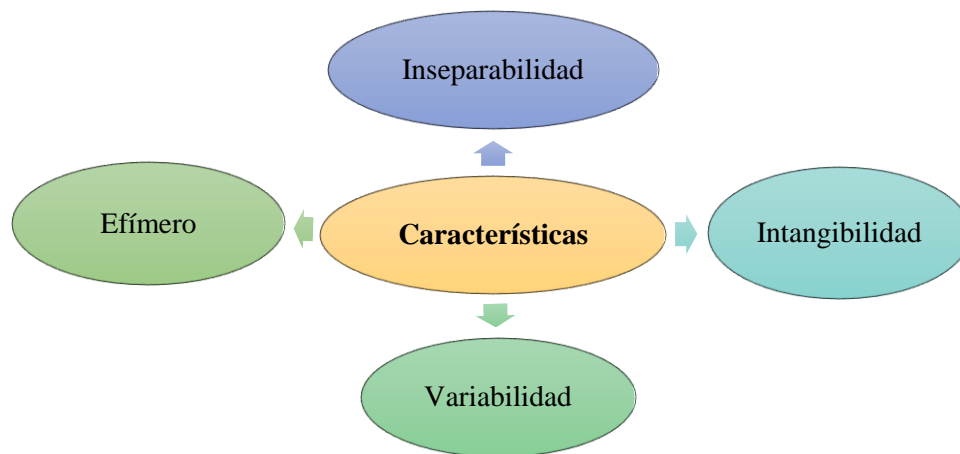 Inseparabilidad
Efímero
Características
Intangibilidad
Variabilidad